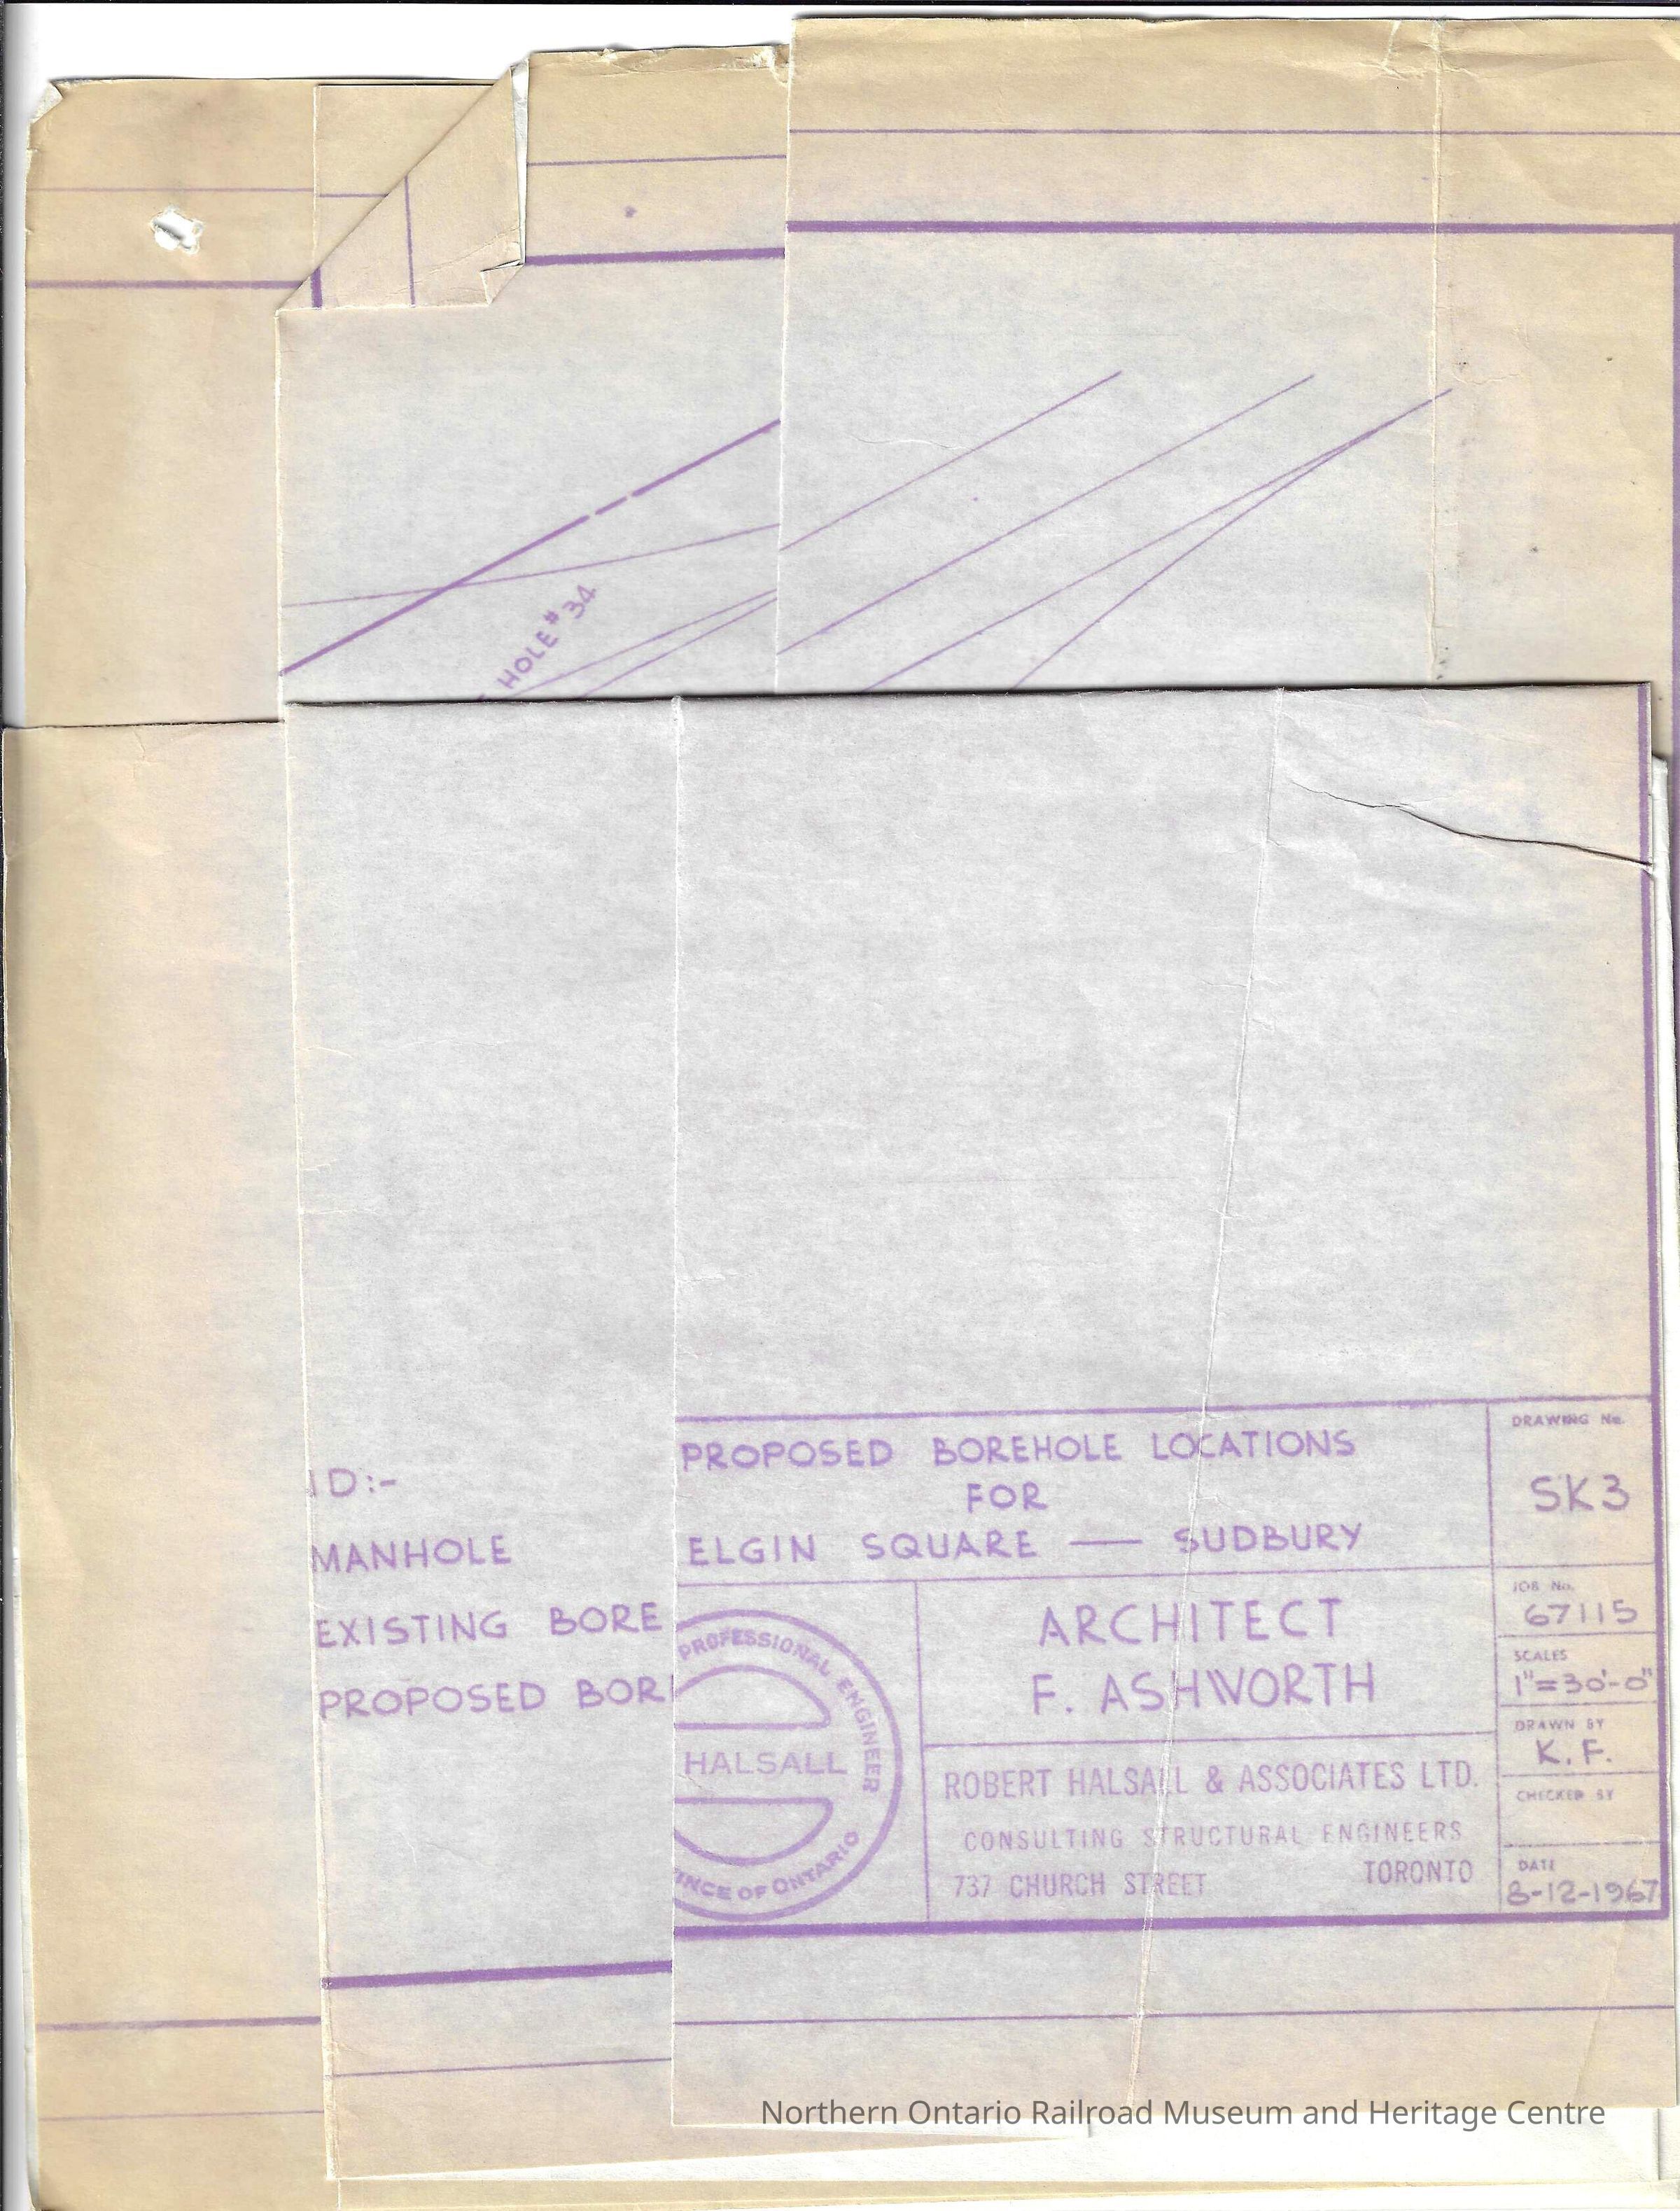 HOLE #34
ID:-
MANHOLE
EXISTING BORE
PROPOSED BOR
PROPOSED BOREHOLE LOCATIONS
FOR
ELGIN SQUARE — SUDBURY
DRAWING No.
SK3
JOB No.
67115
SCALES
1"=30'-0"
DRAWN BY
K. F.
CHECKED BY
DATE
8-12-1967
PROFESSIONAL ENGINEER
HALSALL
INCE OF ONTARIO
ARCHITECT
F. ASHWORTH
ROBERT HALSALL & ASSOCIATES LTD.
CONSULTING STRUCTURAL ENGINEERS
737 CHURCH STREET TORONTO
Northern Ontario Railroad Museum and Heritage Centre